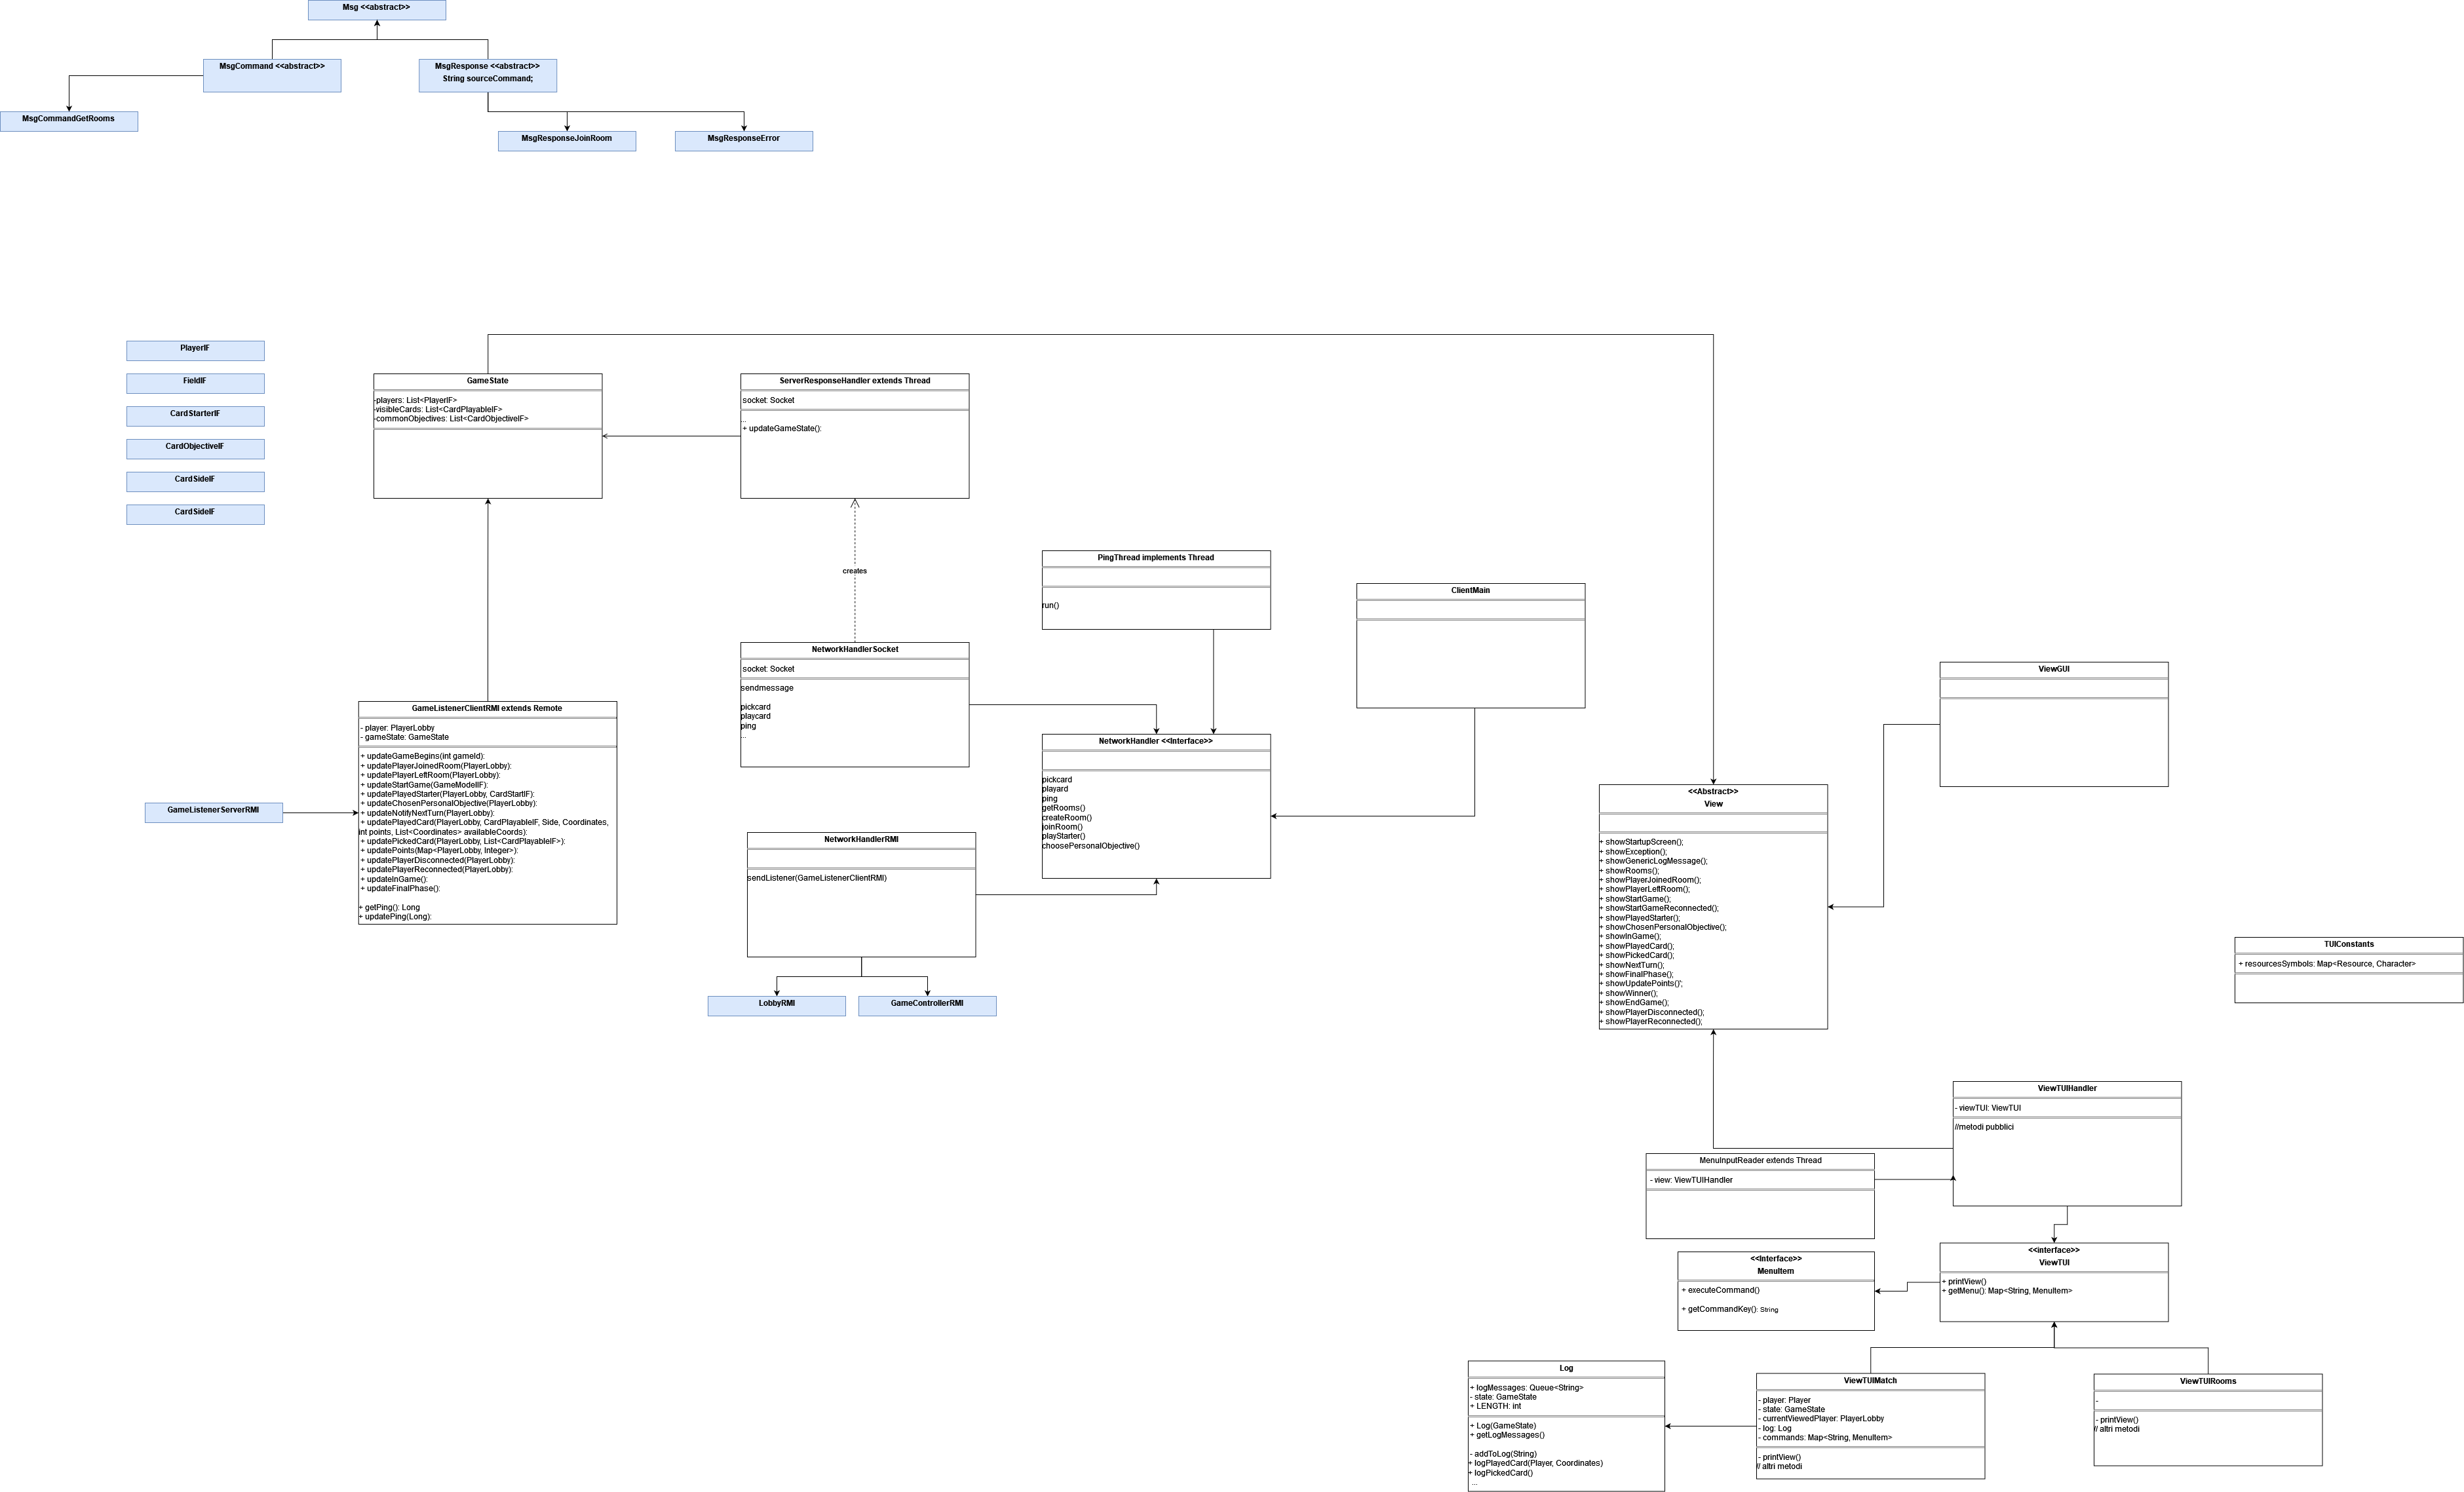 Msg <<abstract>>
MsgCommand <<abstract>>
MsgResponse <<abstract>>
String sourceCommand;
MsgCommandGetRooms
MsgResponseJoinRoom
MsgResponseError
PlayerIF
FieldIF
CardStarterIF
CardObjectiveIF
CardSideIF
CardSideIF
GameState
-players: List<PlayerIF>
-visibleCards: List<CardPlayableIF>
-commonObjectives: List<CardObjectiveIF>
ServerResponseHandler extends Thread
socket: Socket
...
+ updateGameState():
creates
PingThread implements Thread
run()
ClientMain
NetworkHandlerSocket
socket: Socket
sendmessage
pickcard
playcard
ping
...
GameListenerClientRMI extends Remote
- player: PlayerLobby
- gameState: GameState
+ updateGameBegins(int gameId):
+ updatePlayerJoinedRoom(PlayerLobby):
+ updatePlayerLeftRoom(PlayerLobby):
+ updateStartGame(GameModelIF):
+ updatePlayedStarter(PlayerLobby, CardStartIF):
+ updateChosenPersonalObjective(PlayerLobby):
+ updateNotifyNextTurn(PlayerLobby):
+ updatePlayedCard(PlayerLobby, CardPlayableIF, Side, Coordinates,
int points, List<Coordinates> availableCoords):
+ updatePickedCard(PlayerLobby, List<CardPlayableIF>):
+ updatePoints(Map<PlayerLobby, Integer>):
+ updatePlayerDisconnected(PlayerLobby):
+ updatePlayerReconnected(PlayerLobby):
+ updateInGame():
+ updateFinalPhase():
+ getPing(): Long
+ updatePing(Long):
GameListenerServerRMI
NetworkHandler <<Interface>>
pickcard
playard
ping
getRooms()
createRoom()
joinRoom()
playStarter()
choosePersonalObjective()
NetworkHandlerRMI
sendListener(GameListenerClientRMI)
LobbyRMI
GameControllerRMI
ViewGUI
<<Abstract>>
View
+ showStartupScreen();
+ showException();
+ showGenericLogMessage();
+ showRooms();
+ showPlayerJoinedRoom();
+ showPlayerLeftRoom();
+ showStartGame();
+ showStartGameReconnected();
+ showPlayedStarter();
+ showChosenPersonalObjective();
+ showInGame();
+ showPlayedCard();
+ showPickedCard();
+ showNextTurn();
+ showFinalPhase();
+ showUpdatePoints()';
+ showWinner();
+ showEndGame();
+ showPlayerDisconnected();
+ showPlayerReconnected();
TUIConstants
+ resourcesSymbols: Map<Resource, Character>
ViewTUIHandler
- viewTUI: ViewTUI
//metodi pubblici
MenuInputReader extends Thread
- view: ViewTUIHandler
<<Interface>>
MenuItem
+ executeCommand()
+ getCommandKey(): String
<<interface>>
ViewTUI
+ printView()
+ getMenu(): Map<String, MenuItem>
Log
+ logMessages: Queue<String>
- state: GameState
+ LENGTH: int
+ Log(GameState)
+ getLogMessages()
- addToLog(String)
+ logPlayedCard(Player, Coordinates)
+ logPickedCard()
...
ViewTUIMatch
- player: Player
- state: GameState
- currentViewedPlayer: PlayerLobby
- log: Log
- commands: Map<String, MenuItem>
- printView()
// altri metodi
ViewTUIRooms
-
- printView()
// altri metodi